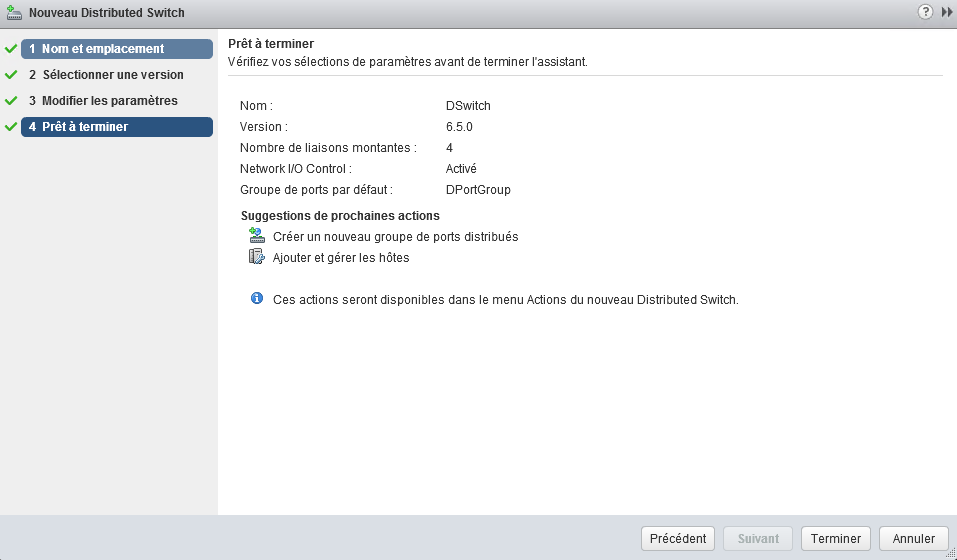 Nouveau Distributed Switch
?
1 Nom et emplacement
2 Sélectionner une version
3 Modifier les paramètres
4 Prêt à terminer
Prêt à terminer
Vérifiez vos sélections de paramètres avant de terminer l'assistant.
Nom : DSwitch
Version : 6.5.0
Nombre de liaisons montantes : 4
Network I/O Control : Activé
Groupe de ports par défaut : DPortGroup
Suggestions de prochaines actions
Créer un nouveau groupe de ports distribués
Ajouter et gérer les hôtes
Ces actions seront disponibles dans le menu Actions du nouveau Distributed Switch.
Précédent Suivant Terminer Annuler